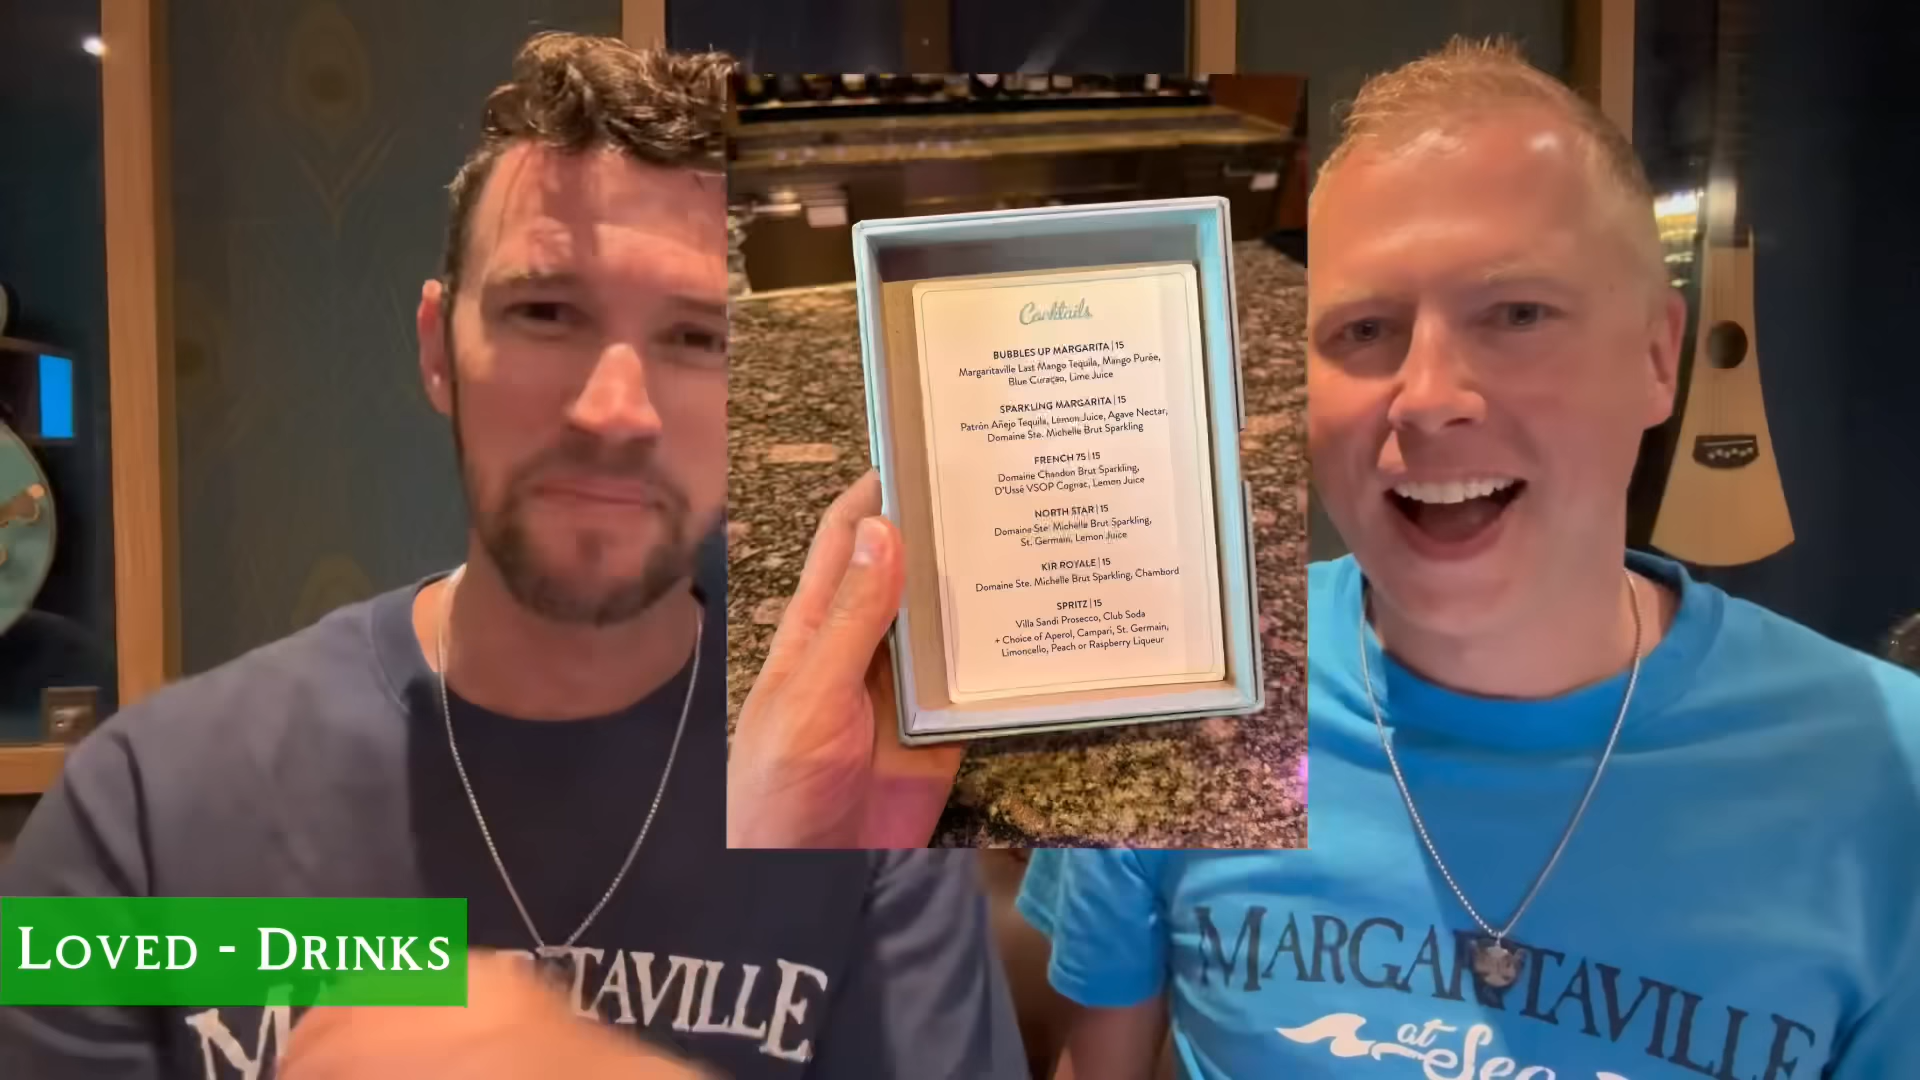 Cocktails
BUBBLES UP MARGARITA | 15
Margaritaville Last Mango Tequila, Mango Purée,
Blue Curaçao, Lime Juice
SPARKLING MARGARITA | 15
Patrón Añejo Tequila, Lemon Juice, Agave Nectar,
Domaine Ste. Michelle Brut Sparkling
FRENCH 75 | 15
Domaine Chandon Brut Sparkling,
D'Ussé VSOP Cognac, Lemon Juice
NORTH STAR | 15
Domaine Ste. Michelle Brut Sparkling,
St. Germain, Lemon Juice
KIR ROYALE | 15
Domaine Ste. Michelle Brut Sparkling, Chambord
SPRITZ | 15
Villa Sandi Prosecco, Club Soda
+ Choice of Aperol, Campari, St. Germain,
Limoncello, Peach or Raspberry Liqueur
LOVED - DRINKS
MARGARITAVILLE
at Sea